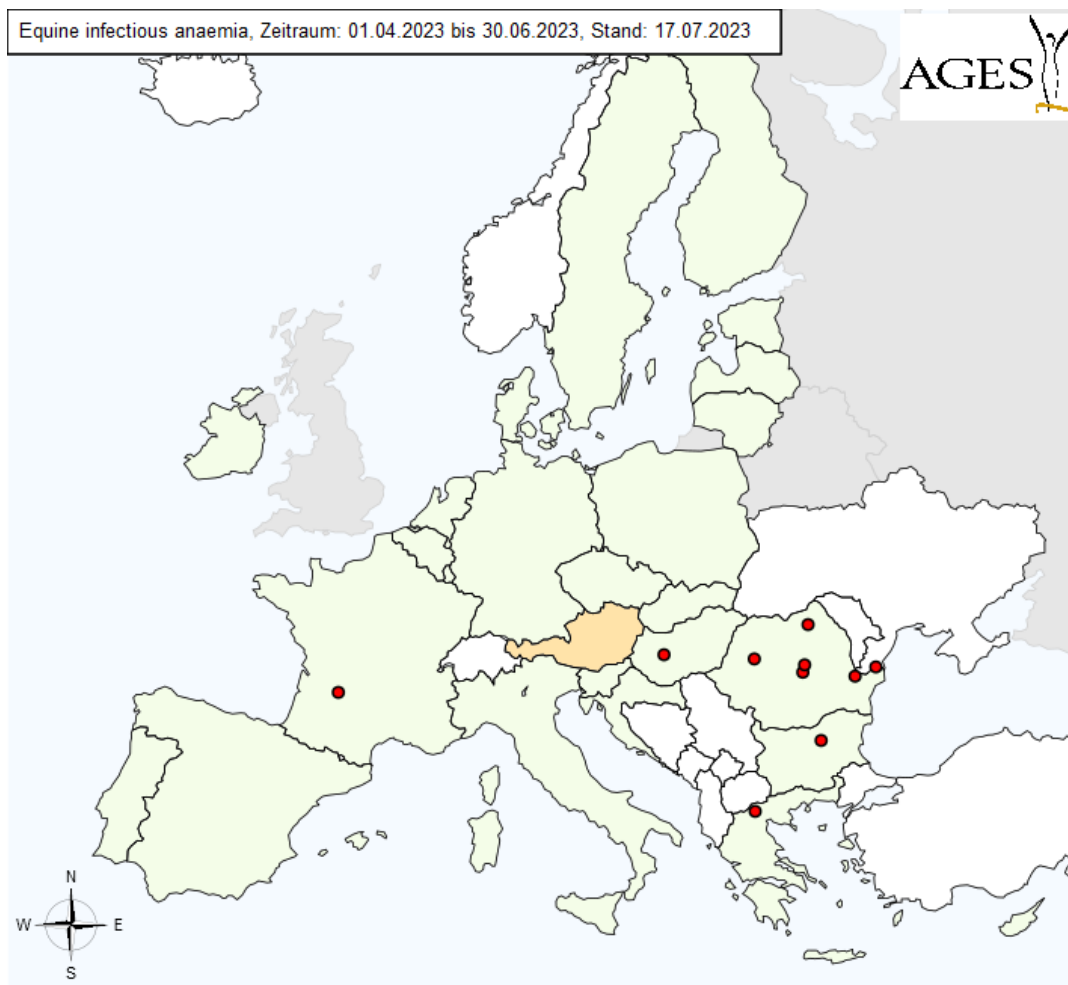 Equine infectious anaemia, Zeitraum: 01.04.2023 bis 30.06.2023, Stand: 17.07.2023
AGES
N
W E
S